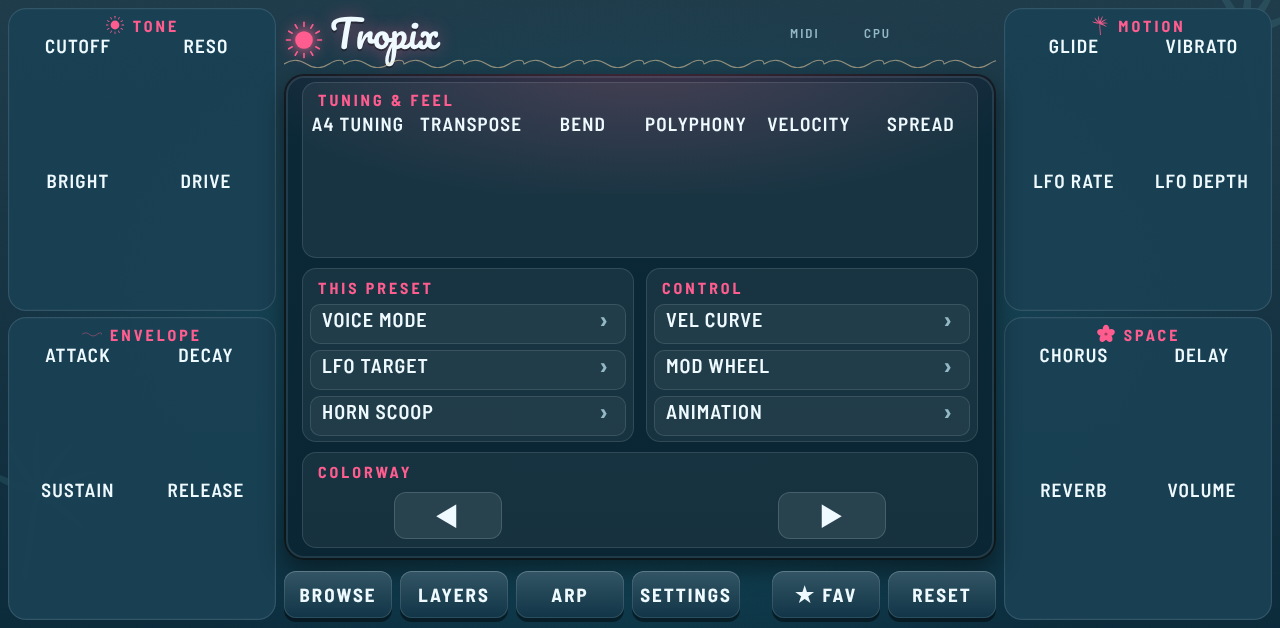 TONE
CUTOFF RESO
BRIGHT DRIVE
ENVELOPE
ATTACK DECAY
SUSTAIN RELEASE
Tropix
MIDI CPU
TUNING & FEEL
A4 TUNING TRANSPOSE BEND POLYPHONY VELOCITY SPREAD
THIS PRESET
VOICE MODE ›
LFO TARGET ›
HORN SCOOP ›
CONTROL
VEL CURVE ›
MOD WHEEL ›
ANIMATION ›
COLORWAY
◀ ▶
BROWSE LAYERS ARP SETTINGS ★ FAV RESET
MOTION
GLIDE VIBRATO
LFO RATE LFO DEPTH
SPACE
CHORUS DELAY
REVERB VOLUME